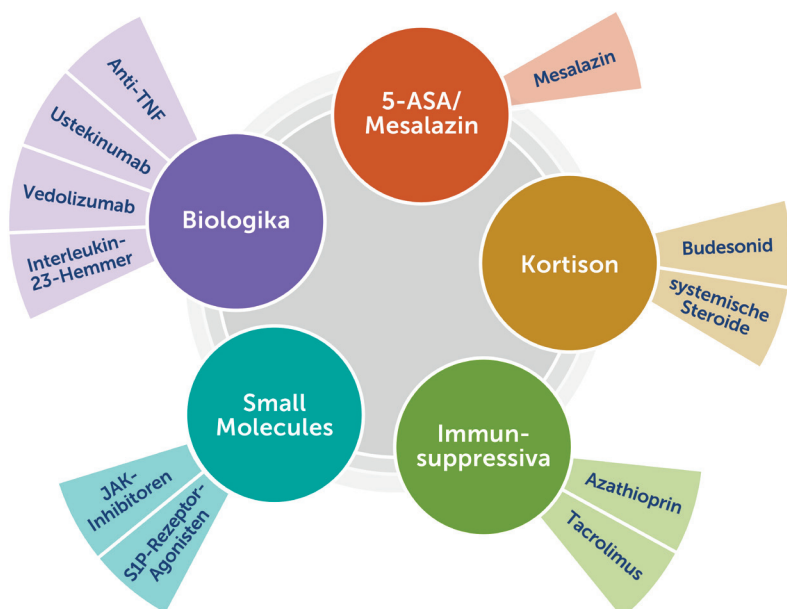 5-ASA/
Mesalazin
Mesalazin
Kortison
Budesonid
systemische
Steroide
Immun-
suppressiva
Azathioprin
Tacrolimus
Small
Molecules
JAK-
Inhibitoren
S1P-Rezeptor-
Agonisten
Biologika
Anti-TNF
Ustekinumab
Vedolizumab
Interleukin-
23-Hemmer